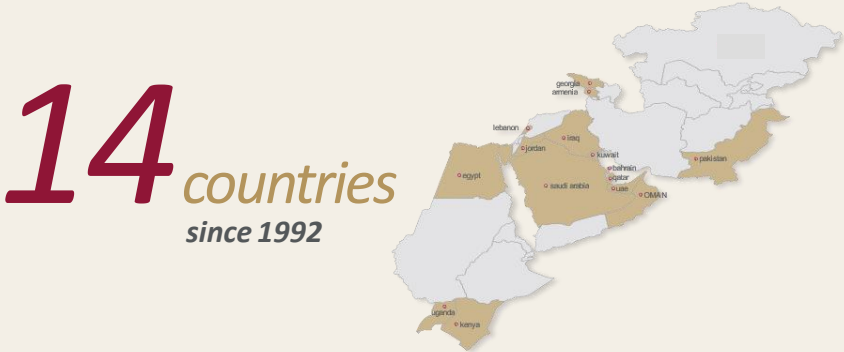 14 countries
since 1992
georgia
armenia
lebanon
iraq
jordan
kuwait
pakistan
bahrain
egypt
qatar
saudi arabia
uae
OMAN
uganda
kenya